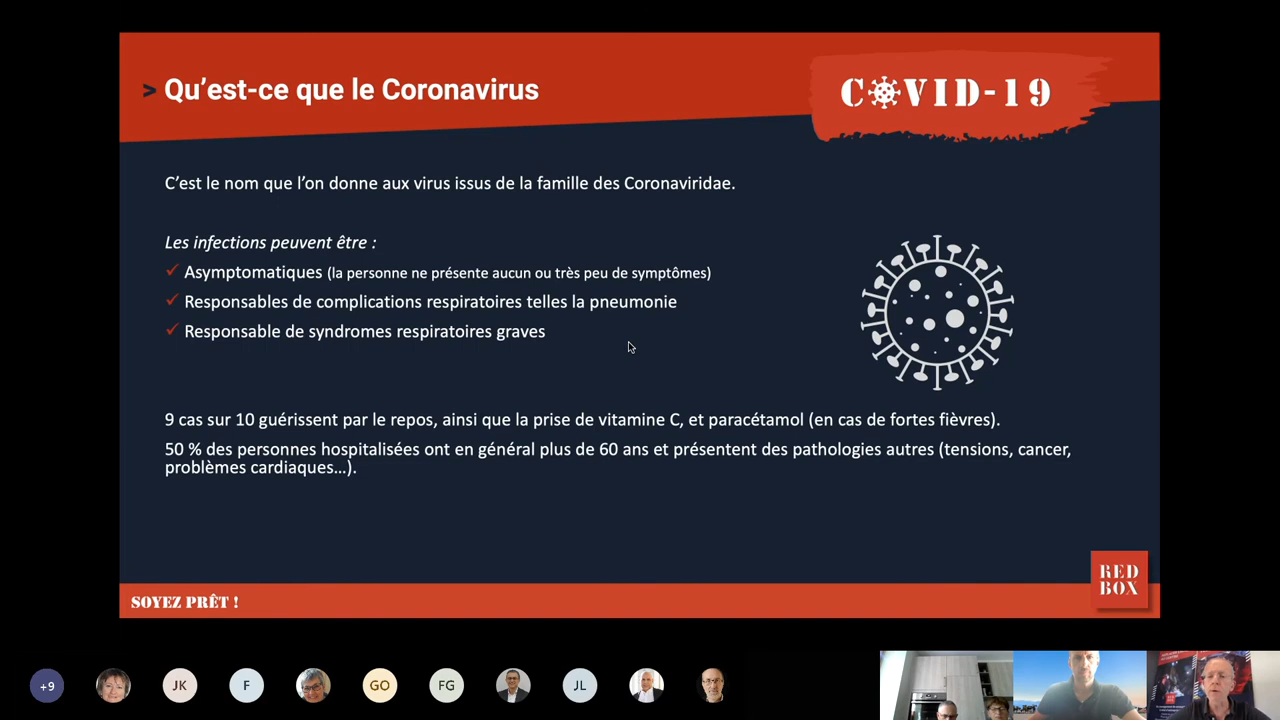 > Qu'est-ce que le Coronavirus
COVID-19
C'est le nom que l'on donne aux virus issus de la famille des Coronaviridae.
Les infections peuvent être :
✓ Asymptomatiques (la personne ne présente aucun ou très peu de symptômes)
✓ Responsables de complications respiratoires telles la pneumonie
✓ Responsable de syndromes respiratoires graves
9 cas sur 10 guérissent par le repos, ainsi que la prise de vitamine C, et paracétamol (en cas de fortes fièvres).
50 % des personnes hospitalisées ont en général plus de 60 ans et présentent des pathologies autres (tensions, cancer,
problèmes cardiaques…).
RED
BOX
SOYEZ PRÊT !
+9
JK
F
GO
FG
JL